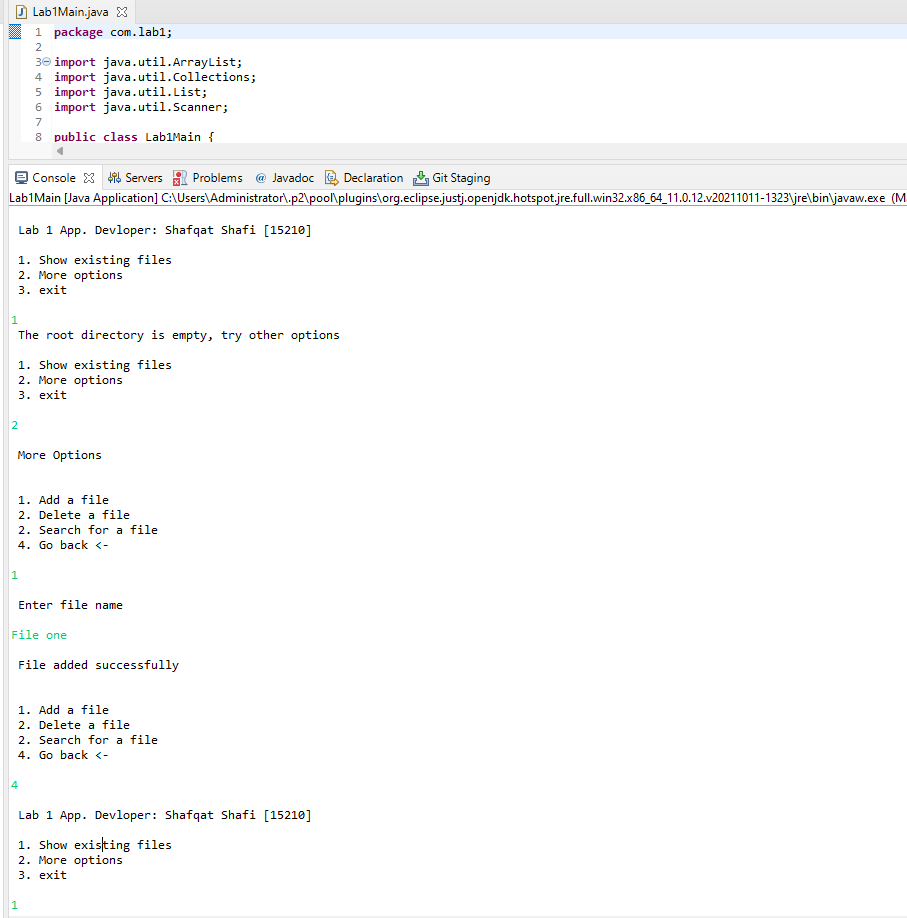 Lab1Main.java
1 package com.lab1;
2
3 import java.util.ArrayList;
4 import java.util.Collections;
5 import java.util.List;
6 import java.util.Scanner;
7
8 public class Lab1Main {
Console Servers Problems @ Javadoc Declaration Git Staging
Lab1Main [Java Application] C:\Users\Administrator\.p2\pool\plugins\org.eclipse.justj.openjdk.hotspot.jre.full.win32.x86_64_11.0.12.v20211011-1323\jre\bin\javaw.exe (Ma
Lab 1 App. Devloper: Shafqat Shafi [15210]
1. Show existing files
2. More options
3. exit
1
The root directory is empty, try other options
1. Show existing files
2. More options
3. exit
2
More Options
1. Add a file
2. Delete a file
2. Search for a file
4. Go back <-
1
Enter file name
File one
File added successfully
1. Add a file
2. Delete a file
2. Search for a file
4. Go back <-
4
Lab 1 App. Devloper: Shafqat Shafi [15210]
1. Show existing files
2. More options
3. exit
1